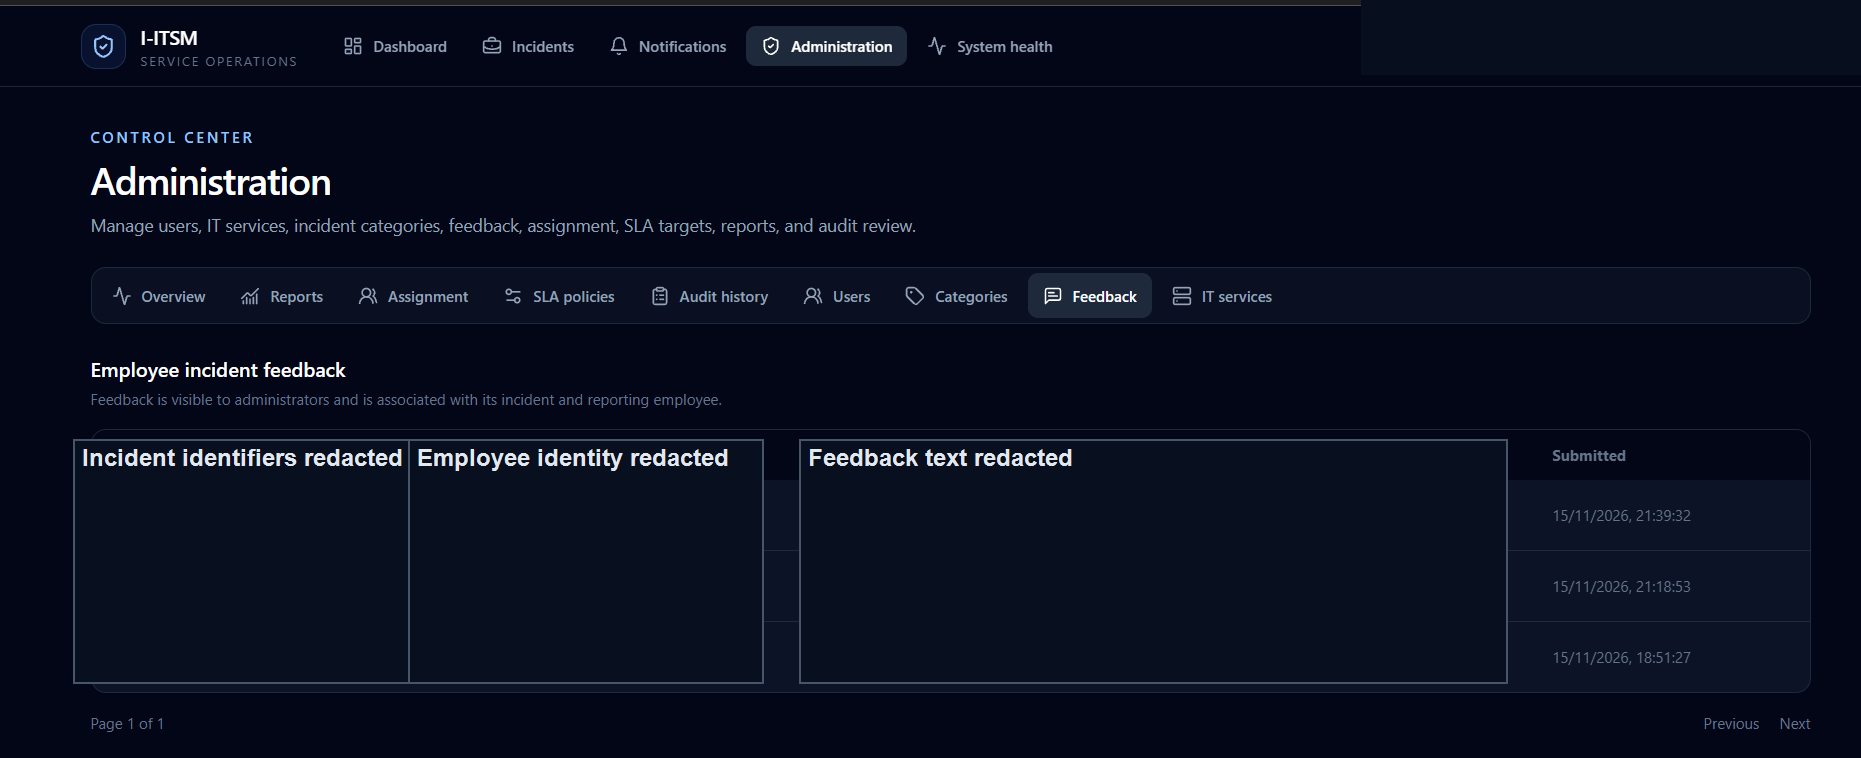 I-ITSM
SERVICE OPERATIONS
Dashboard
Incidents
Notifications
Administration
System health
CONTROL CENTER
Administration
Manage users, IT services, incident categories, feedback, assignment, SLA targets, reports, and audit review.
Overview
Reports
Assignment
SLA policies
Audit history
Users
Categories
Feedback
IT services
Employee incident feedback
Feedback is visible to administrators and is associated with its incident and reporting employee.
Incident identifiers redacted
Employee identity redacted
Feedback text redacted
Submitted
15/11/2026, 21:39:32
15/11/2026, 21:18:53
15/11/2026, 18:51:27
Page 1 of 1
Previous
Next